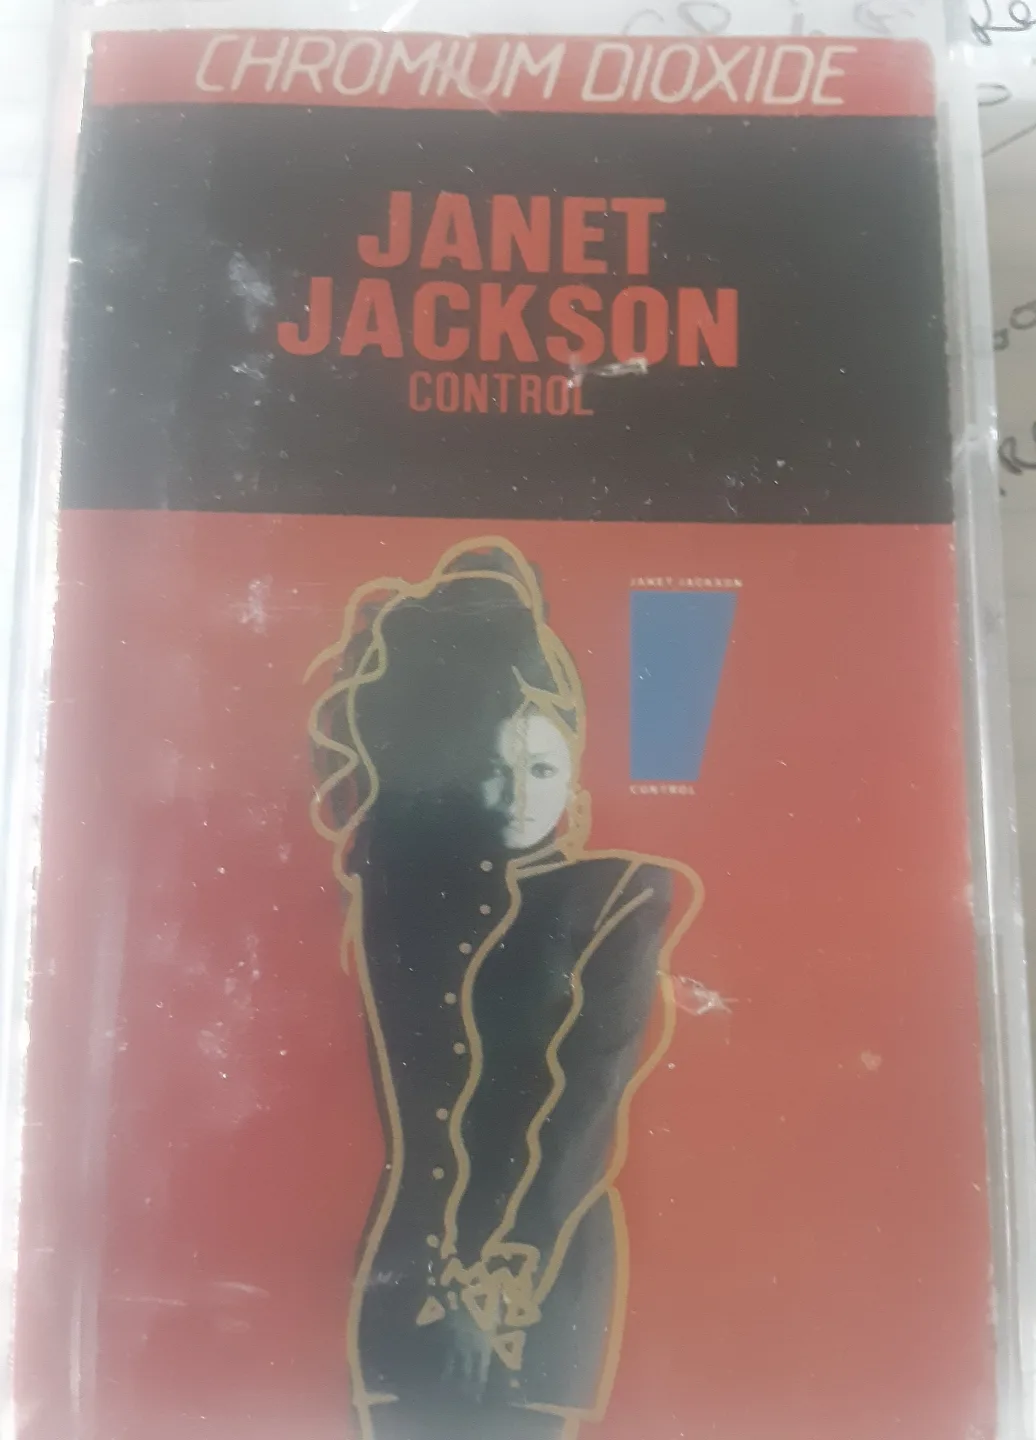 CHROMIUM DIOXIDE
JANET
JACKSON
CONTROL
JANET JACKSON
CONTROL